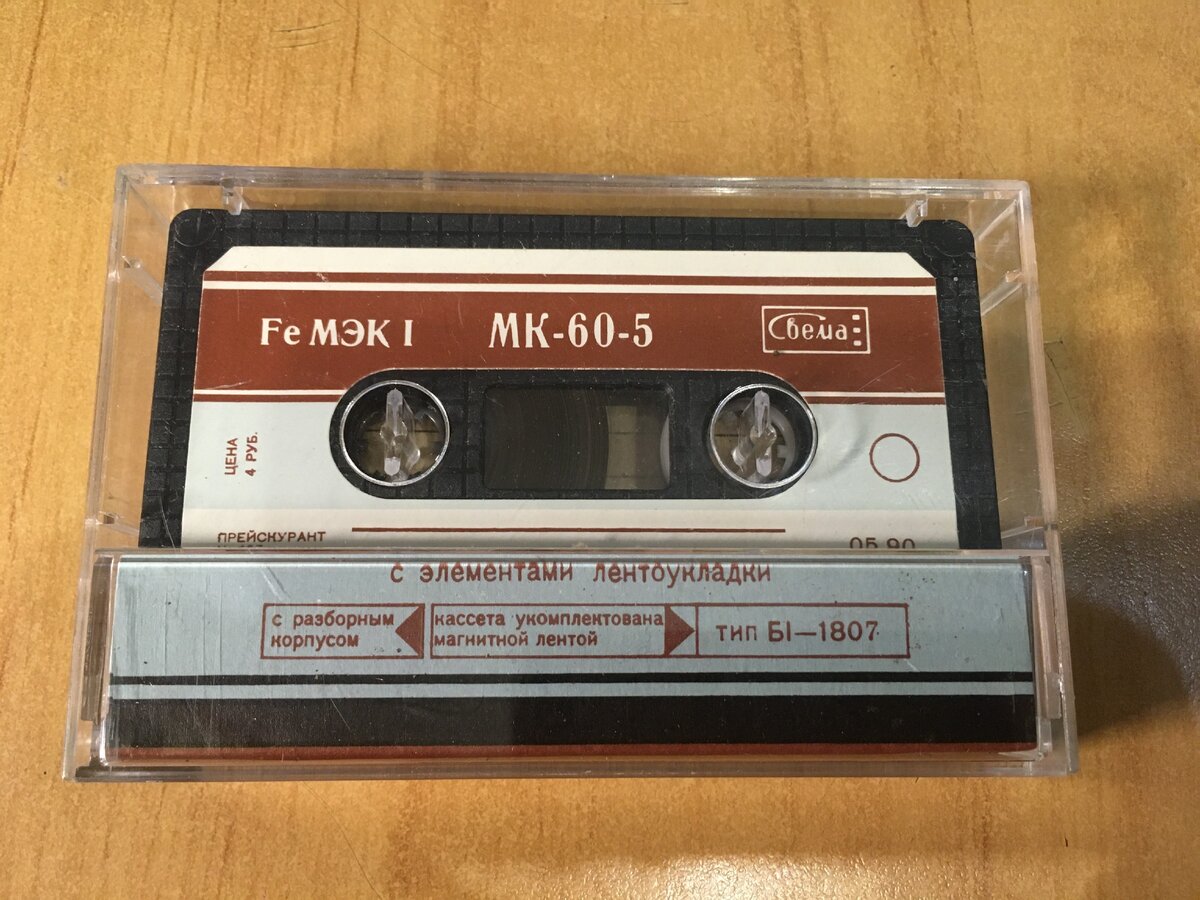 Fe МЭК I МК-60-5 Свема
ЦЕНА
4 РУБ.
ПРЕЙСКУРАНТ
05.90
с элементами лентоукладки
с разборным
корпусом
кассета укомплектована
магнитной лентой
тип БІ—1807